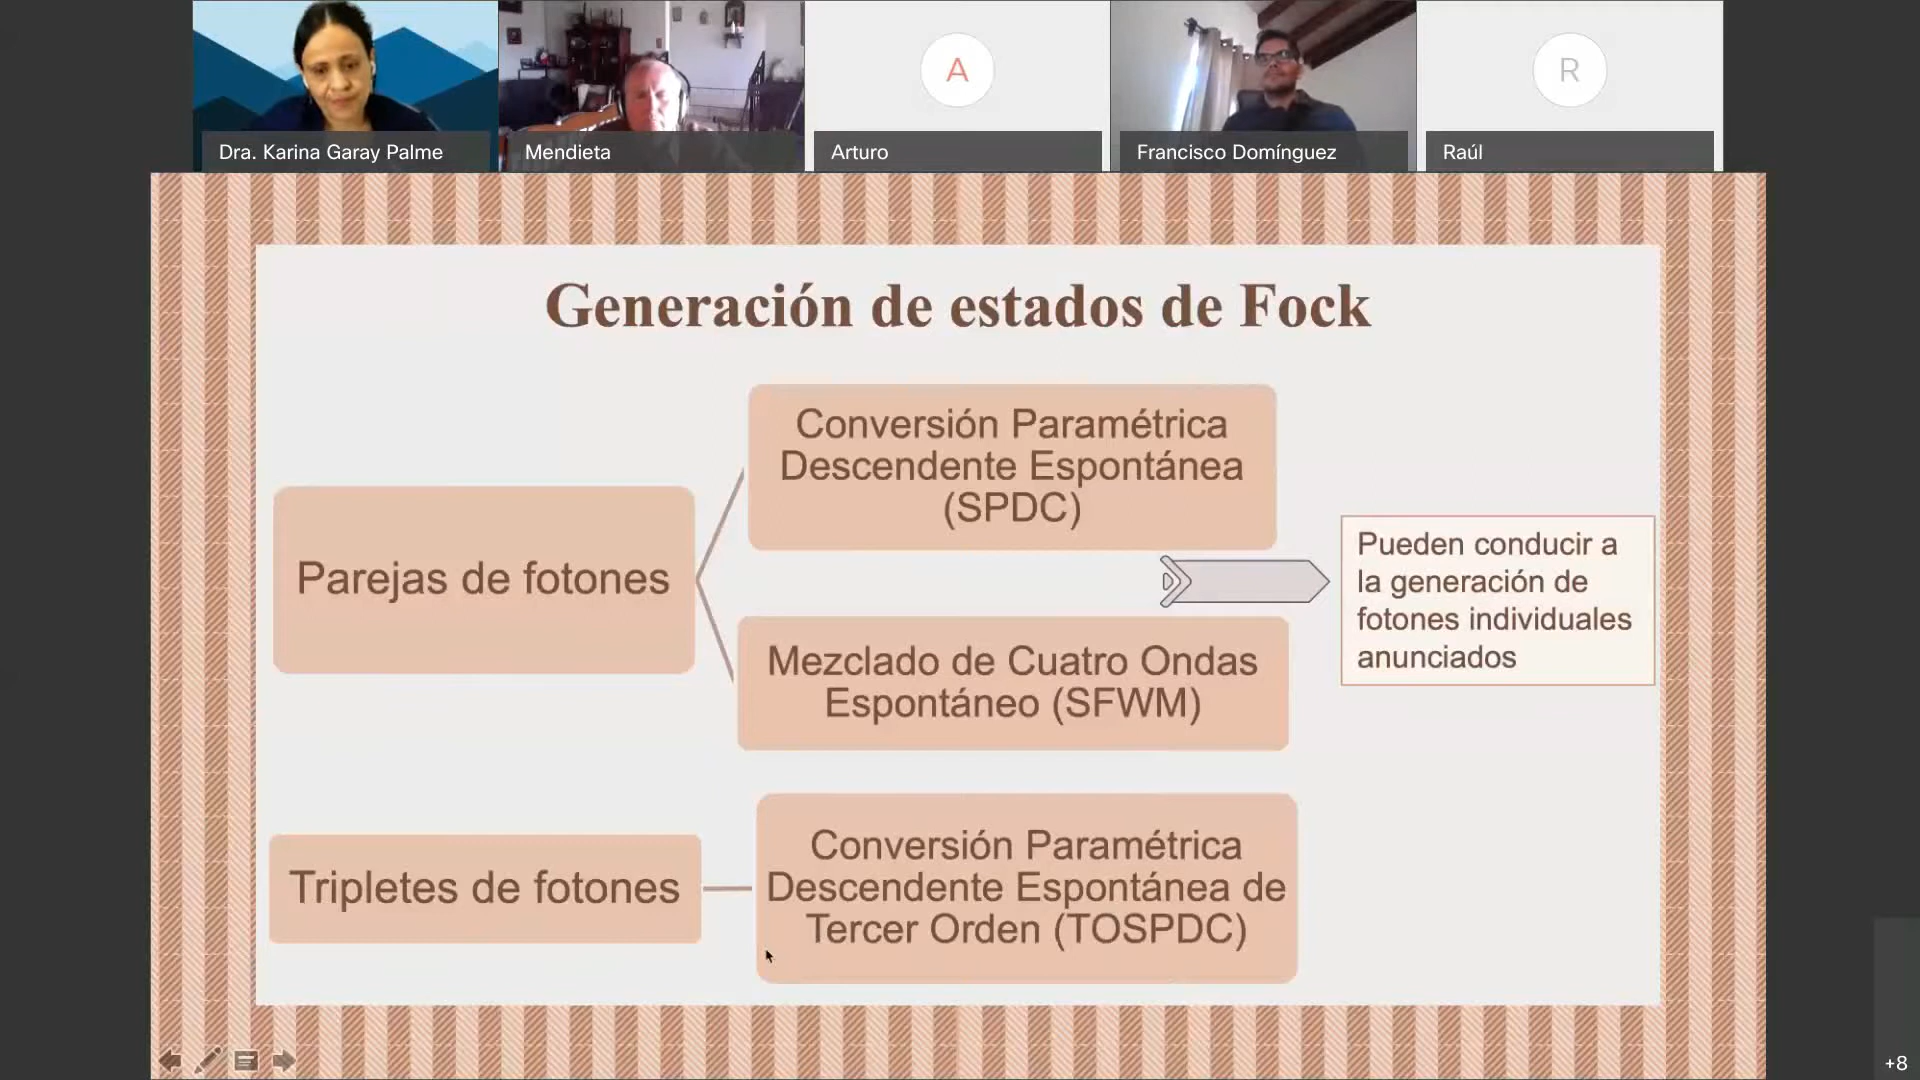 Dra. Karina Garay Palme
Mendieta
A
Arturo
Francisco Domínguez
R
Raúl
Generación de estados de Fock
Parejas de fotones
Conversión Paramétrica
Descendente Espontánea
(SPDC)
Mezclado de Cuatro Ondas
Espontáneo (SFWM)
Pueden conducir a
la generación de
fotones individuales
anunciados
Tripletes de fotones
Conversión Paramétrica
Descendente Espontánea de
Tercer Orden (TOSPDC)
+8